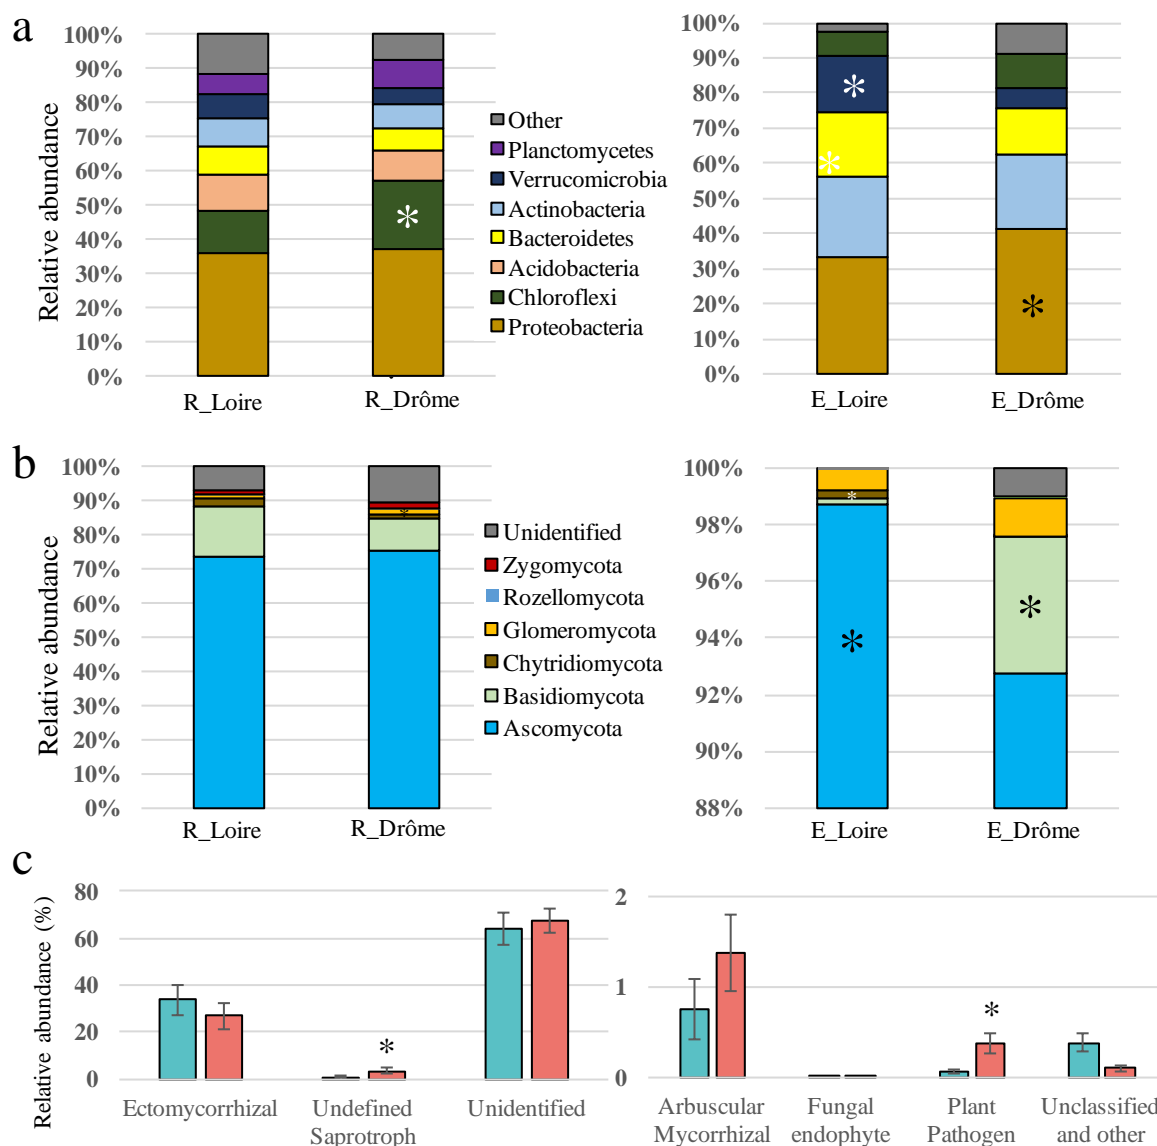 a
Relative abundance
100%
90%
80%
70%
60%
50%
40%
30%
20%
10%
0%
R_Loire
R_Drôme
*
Other
Planctomycetes
Verrucomicrobia
Actinobacteria
Bacteroidetes
Acidobacteria
Chloroflexi
Proteobacteria
100%
90%
80%
70%
60%
50%
40%
30%
20%
10%
0%
*
*
*
E_Loire
E_Drôme
b
Relative abundance
100%
90%
80%
70%
60%
50%
40%
30%
20%
10%
0%
*
R_Loire
R_Drôme
Unidentified
Zygomycota
Rozellomycota
Glomeromycota
Chytridiomycota
Basidiomycota
Ascomycota
100%
98%
96%
94%
92%
90%
88%
*
*
*
E_Loire
E_Drôme
c
Relative abundance (%)
80
60
40
20
0
*
Ectomycorrhizal
Undefined
Saprotroph
Unidentified
2
1
0
*
Arbuscular
Mycorrhizal
Fungal
endophyte
Plant
Pathogen
Unclassified
and other